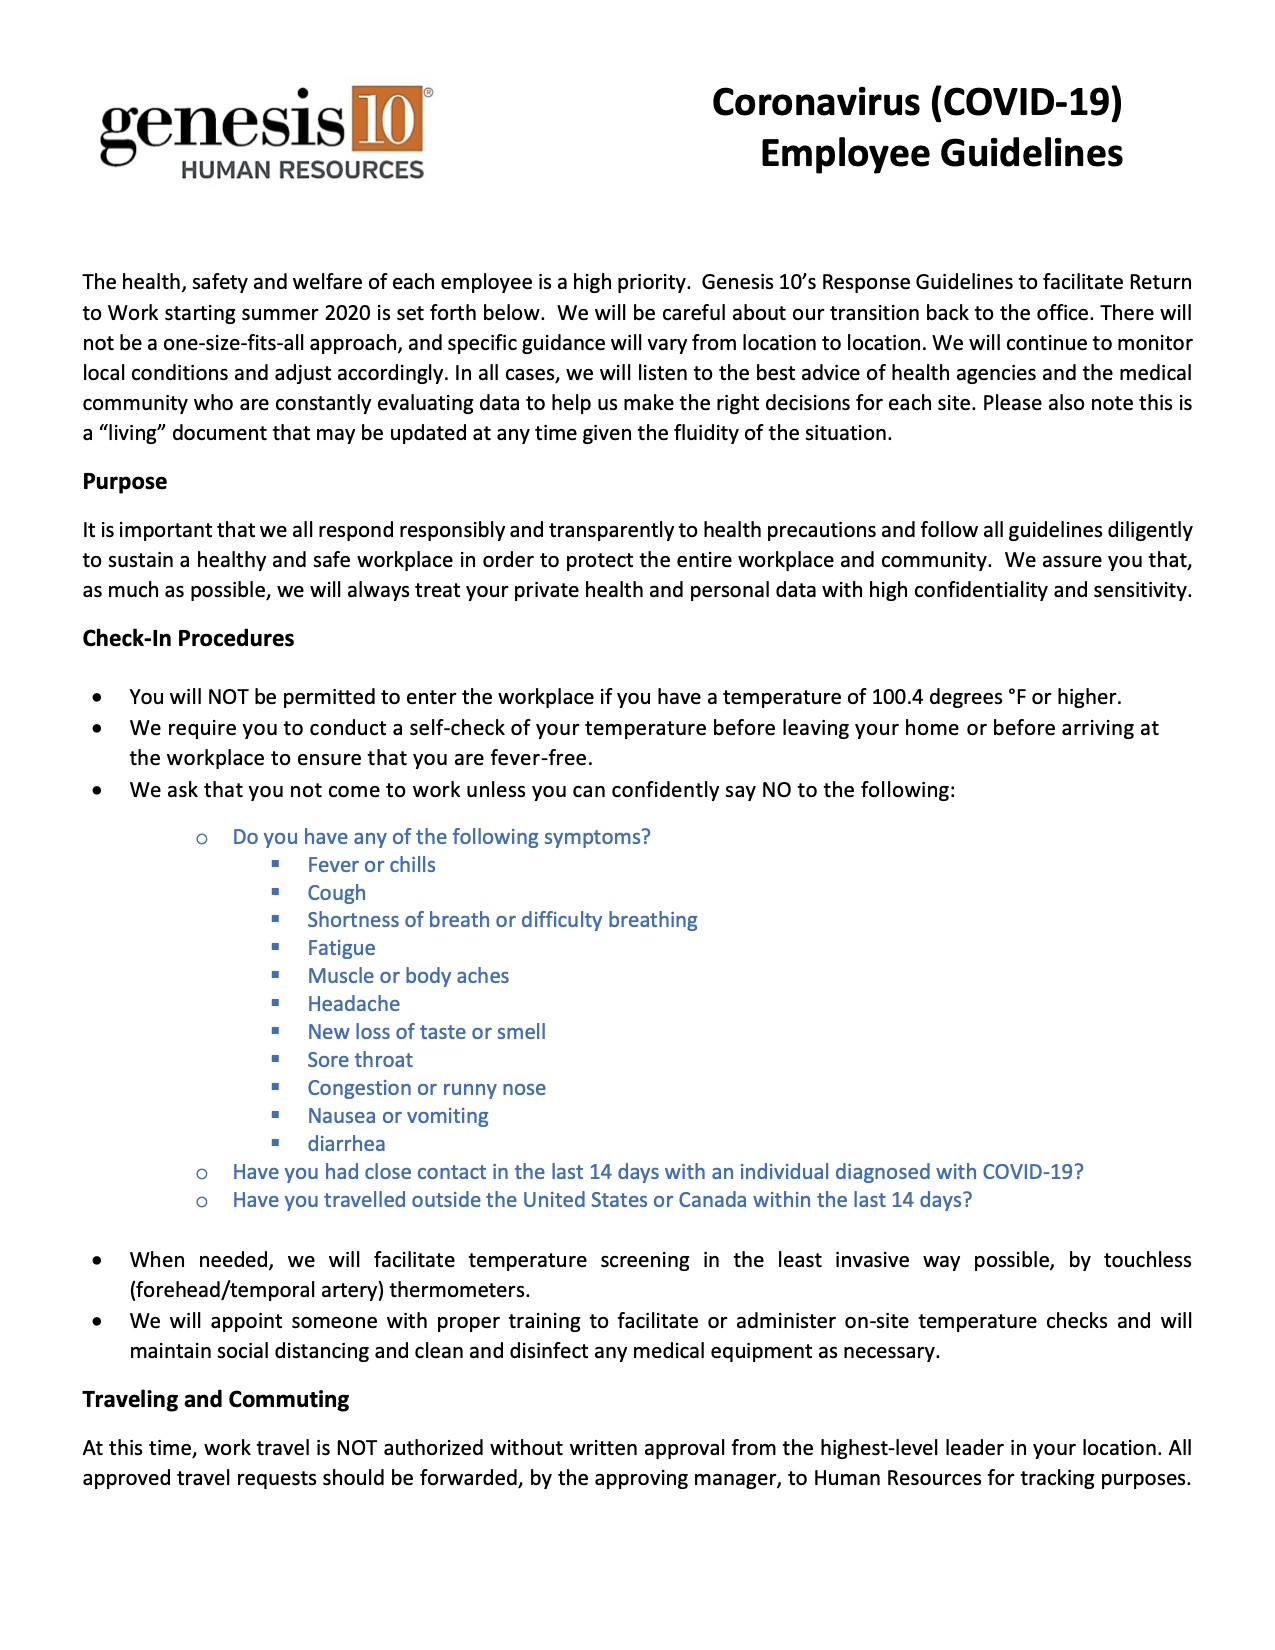 genesis10®
HUMAN RESOURCES
Coronavirus (COVID-19)
Employee Guidelines
The health, safety and welfare of each employee is a high priority.  Genesis 10’s Response Guidelines to facilitate Return
to Work starting summer 2020 is set forth below.  We will be careful about our transition back to the office. There will
not be a one-size-fits-all approach, and specific guidance will vary from location to location. We will continue to monitor
local conditions and adjust accordingly. In all cases, we will listen to the best advice of health agencies and the medical
community who are constantly evaluating data to help us make the right decisions for each site. Please also note this is
a “living” document that may be updated at any time given the fluidity of the situation.
Purpose
It is important that we all respond responsibly and transparently to health precautions and follow all guidelines diligently
to sustain a healthy and safe workplace in order to protect the entire workplace and community.  We assure you that,
as much as possible, we will always treat your private health and personal data with high confidentiality and sensitivity.
Check-In Procedures
• You will NOT be permitted to enter the workplace if you have a temperature of 100.4 degrees °F or higher.
• We require you to conduct a self-check of your temperature before leaving your home or before arriving at
the workplace to ensure that you are fever-free.
• We ask that you not come to work unless you can confidently say NO to the following:
o Do you have any of the following symptoms?
▪ Fever or chills
▪ Cough
▪ Shortness of breath or difficulty breathing
▪ Fatigue
▪ Muscle or body aches
▪ Headache
▪ New loss of taste or smell
▪ Sore throat
▪ Congestion or runny nose
▪ Nausea or vomiting
▪ diarrhea
o Have you had close contact in the last 14 days with an individual diagnosed with COVID-19?
o Have you travelled outside the United States or Canada within the last 14 days?
• When needed, we will facilitate temperature screening in the least invasive way possible, by touchless
(forehead/temporal artery) thermometers.
• We will appoint someone with proper training to facilitate or administer on-site temperature checks and will
maintain social distancing and clean and disinfect any medical equipment as necessary.
Traveling and Commuting
At this time, work travel is NOT authorized without written approval from the highest-level leader in your location. All
approved travel requests should be forwarded, by the approving manager, to Human Resources for tracking purposes.